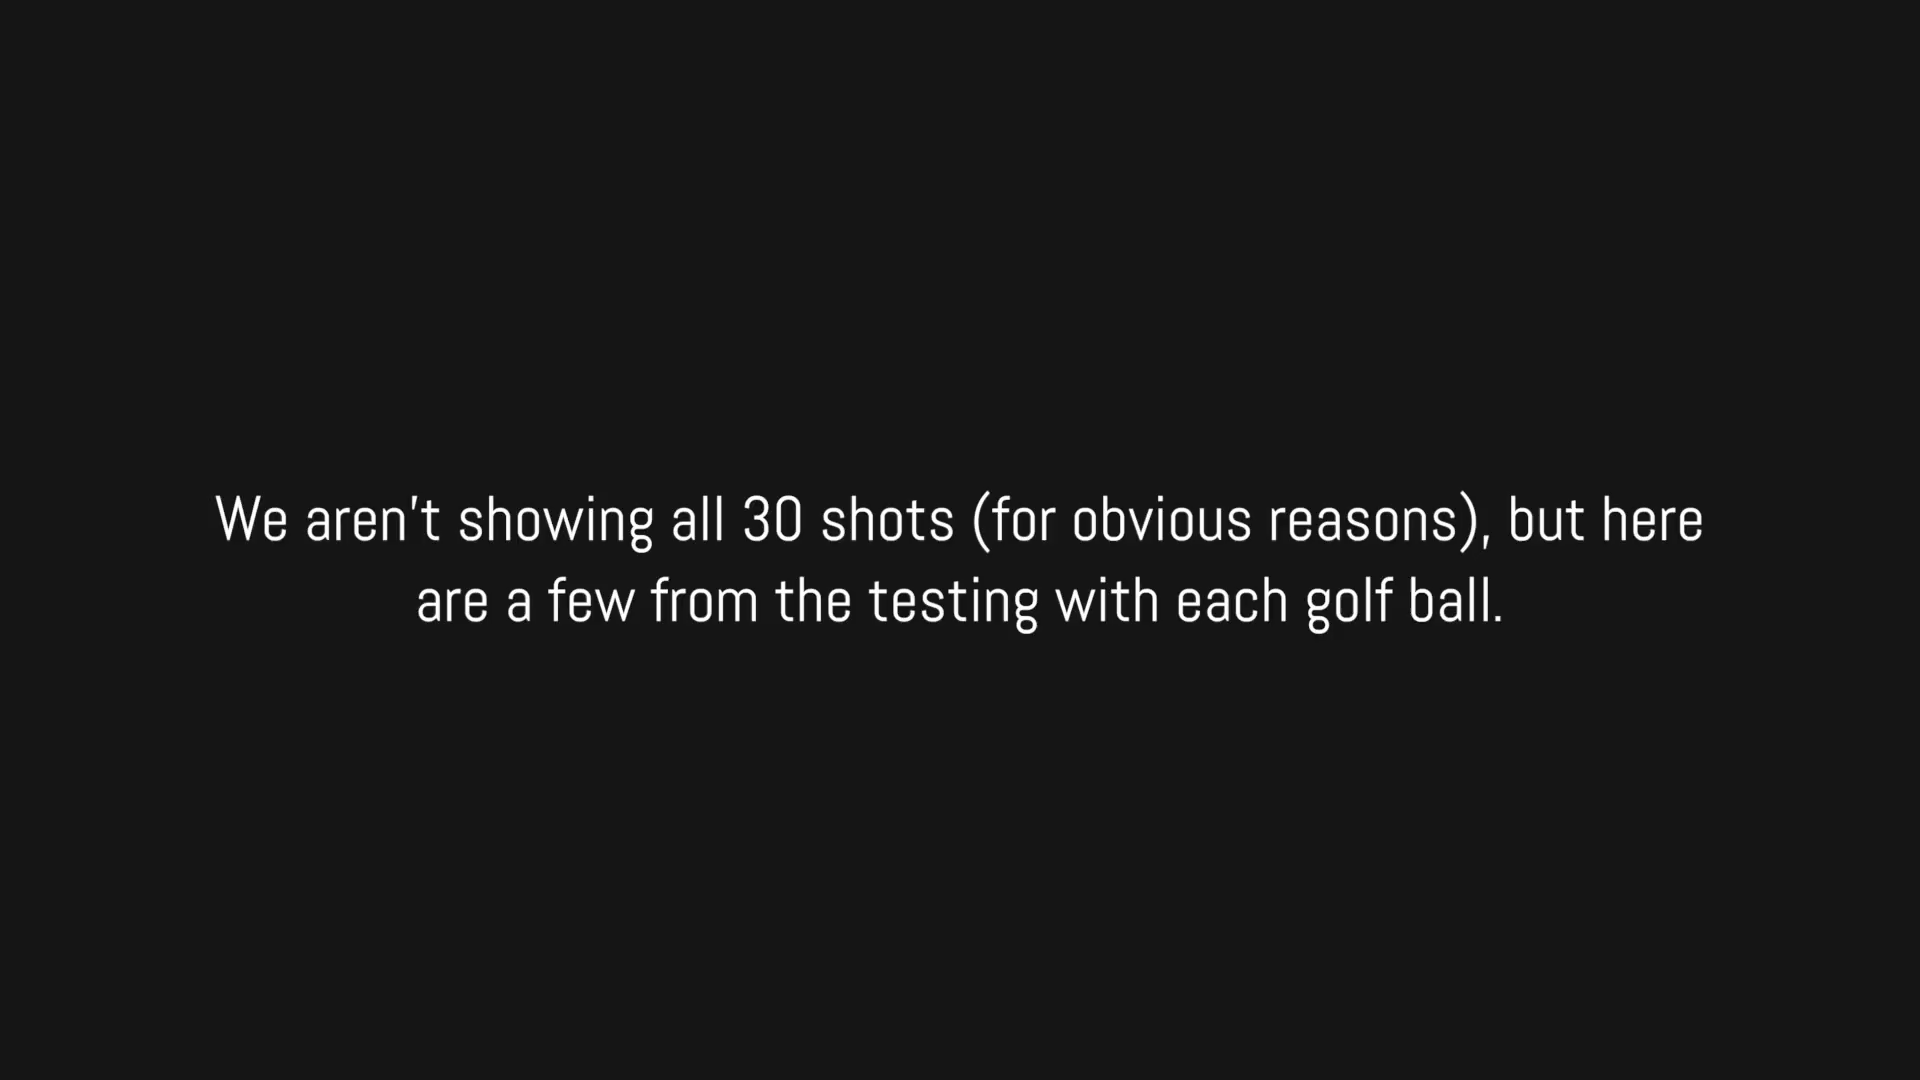 We aren't showing all 30 shots (for obvious reasons), but here
are a few from the testing with each golf ball.